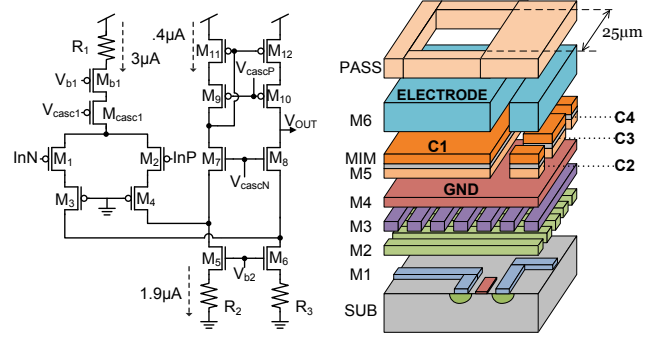 R1
3μA
Vb1
Mb1
Vcasc1
Mcasc1
InN
M1
M2
InP
M3
M4
.4μA
M11
M12
VcascP
M9
M10
VOUT
M7
M8
VcascN
M5
M6
Vb2
1.9μA
R2
R3
25μm
PASS
ELECTRODE
M6
C4
C3
C1
MIM
M5
C2
GND
M4
M3
M2
M1
SUB